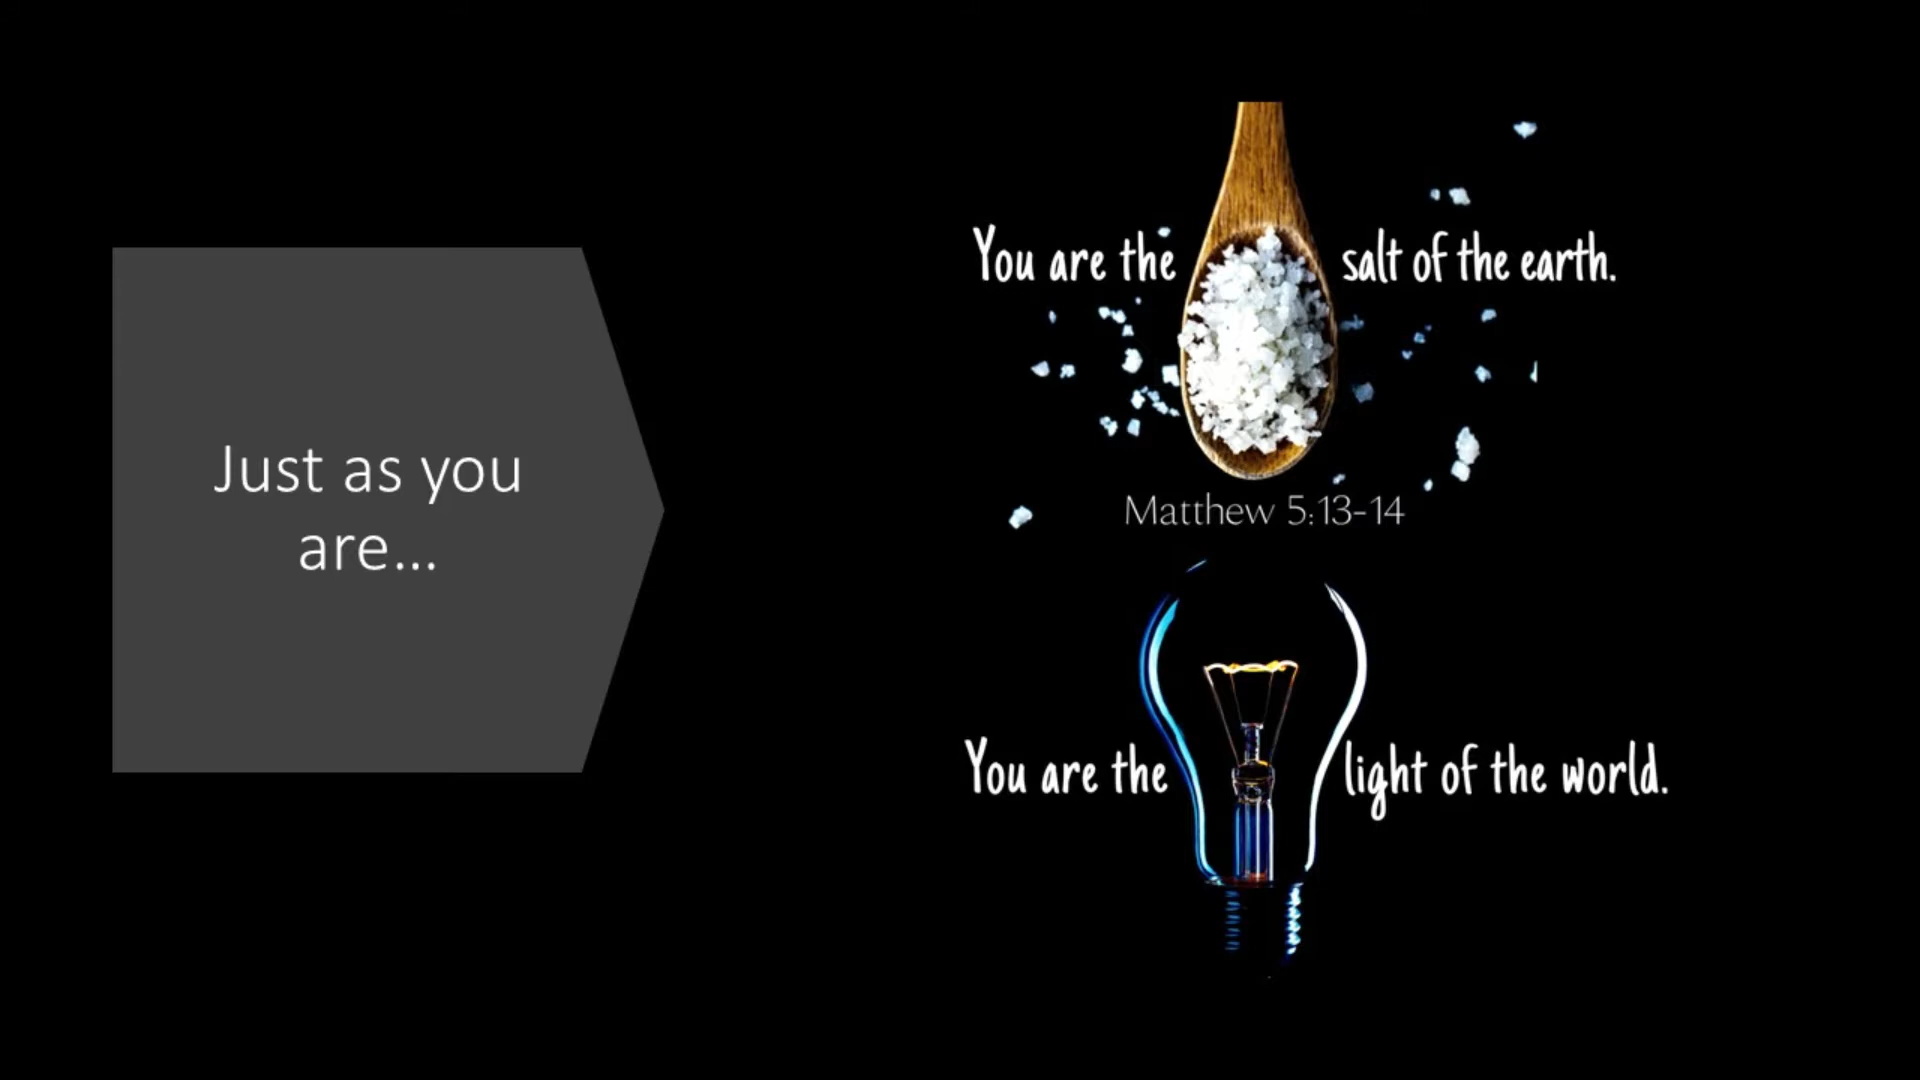 Just as you
are...
You are the salt of the earth.
Matthew 5:13-14
You are the light of the world.